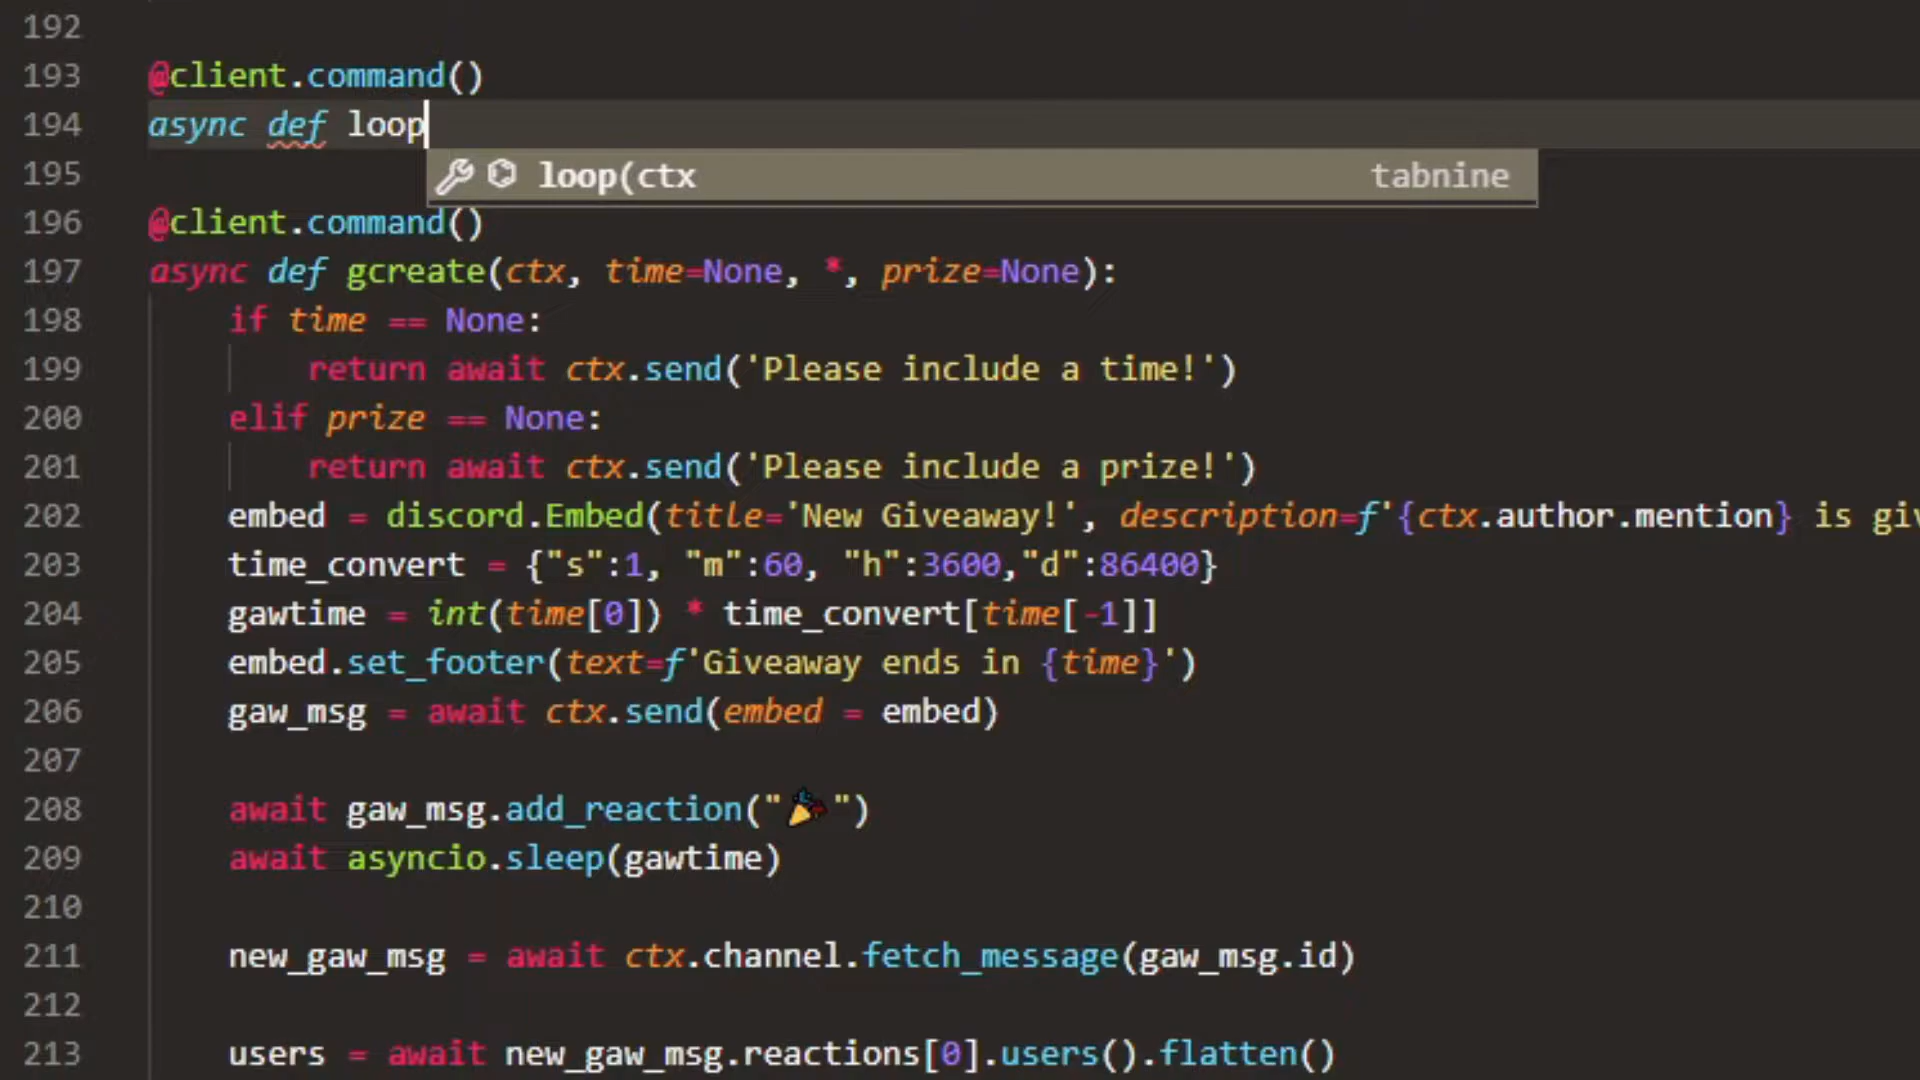 192
193 @client.command()
194 async def loop
loop(ctx tabnine
195
196 @client.command()
197 async def gcreate(ctx, time=None, *, prize=None):
198 if time == None:
199 return await ctx.send('Please include a time!')
200 elif prize == None:
201 return await ctx.send('Please include a prize!')
202 embed = discord.Embed(title='New Giveaway!', description=f'{ctx.author.mention} is giv
203 time_convert = {"s":1, "m":60, "h":3600,"d":86400}
204 gawtime = int(time[0]) * time_convert[time[-1]]
205 embed.set_footer(text=f'Giveaway ends in {time}')
206 gaw_msg = await ctx.send(embed = embed)
207
208 await gaw_msg.add_reaction("🎉")
209 await asyncio.sleep(gawtime)
210
211 new_gaw_msg = await ctx.channel.fetch_message(gaw_msg.id)
212
213 users = await new_gaw_msg.reactions[0].users().flatten()